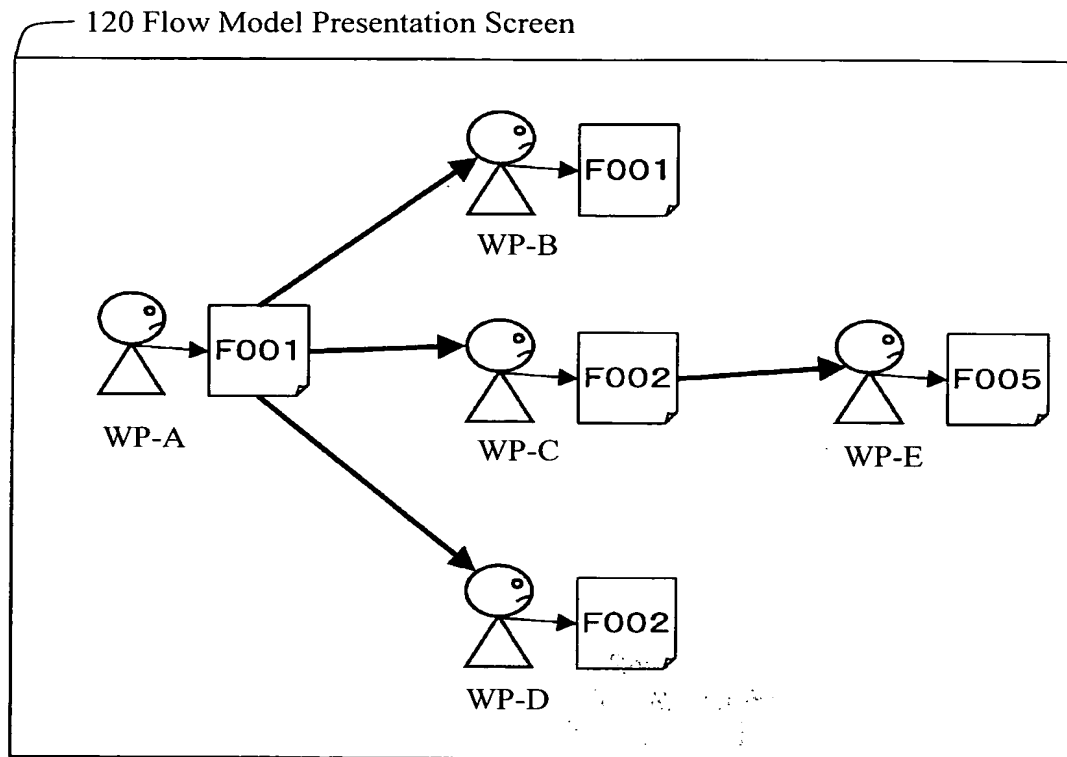 120 Flow Model Presentation Screen
F001
WP-B
F001
WP-A
F002
WP-C
F005
WP-E
F002
WP-D